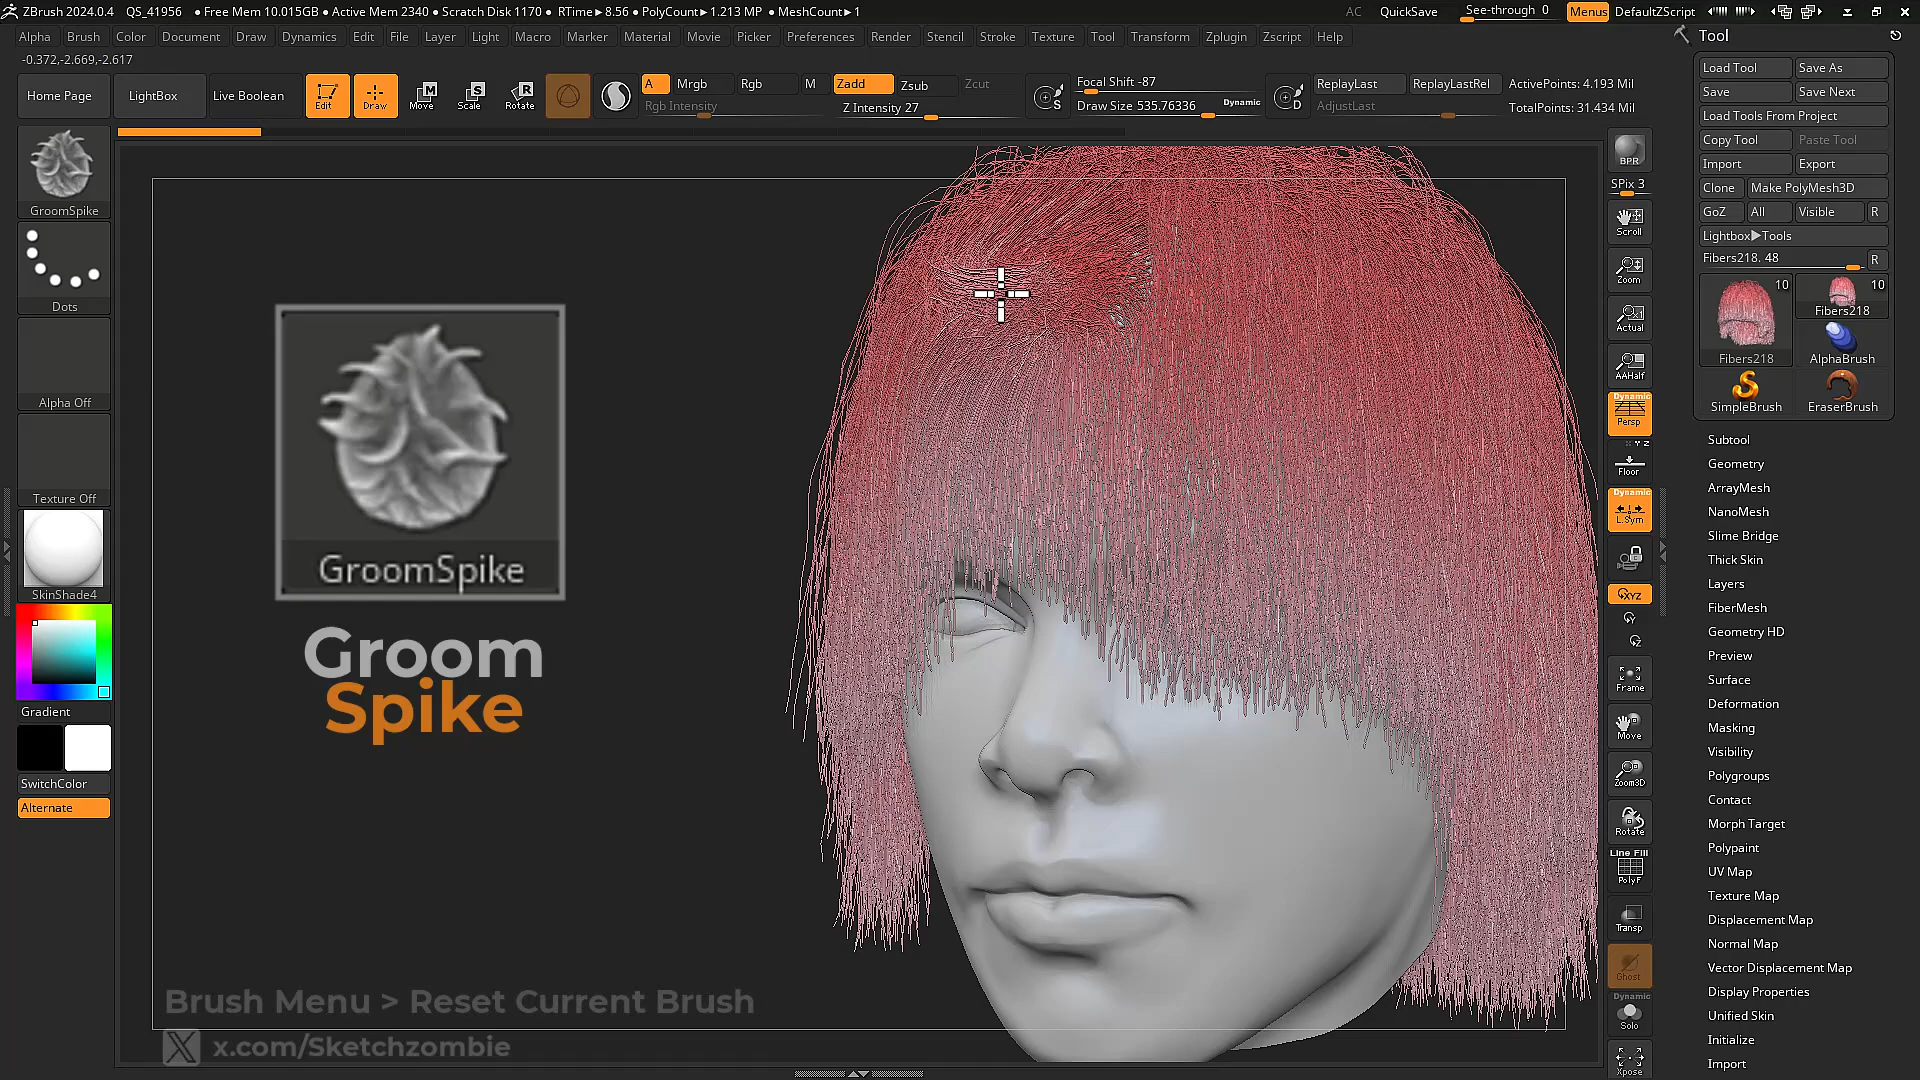 ZBrush 2024.0.4 QS_41956 ● Free Mem 10.015GB ● Active Mem 2340 ● Scratch Disk 1170 ● RTime►8.56 ● PolyCount►1.213 MP ● MeshCount►1 AC QuickSave See-through 0 Menus DefaultZScript
Alpha Brush Color Document Draw Dynamics Edit File Layer Light Macro Marker Material Movie Picker Preferences Render Stencil Stroke Texture Tool Transform Zplugin Zscript Help
-0.372,-2.669,-2.617
Home Page LightBox Live Boolean Edit Draw Move Scale Rotate
A Mrgb Rgb M Zadd Zsub Zcut
Rgb Intensity Z Intensity 27
S Focal Shift -87
Draw Size 535.76336 Dynamic
D ReplayLast ReplayLastRel
AdjustLast
ActivePoints: 4.193 Mil
TotalPoints: 31.434 Mil
GroomSpike
Dots
Alpha Off
Texture Off
SkinShade4
Gradient
SwitchColor
Alternate
GroomSpike
Groom
Spike
Brush Menu > Reset Current Brush
x.com/Sketchzombie
BPR
SPix 3
Scroll
Zoom
Actual
AAHalf
Dynamic
Persp
Floor
Dynamic
L.Sym
XYZ
Y
Z
Frame
Move
Zoom3D
Rotate
Line Fill
PolyF
Transp
Ghost
Dynamic
Solo
Xpose
Tool
Load Tool Save As
Save Save Next
Load Tools From Project
Copy Tool Paste Tool
Import Export
Clone Make PolyMesh3D
GoZ All Visible R
Lightbox►Tools
Fibers218. 48 R
10 10
Fibers218
Fibers218 AlphaBrush
SimpleBrush EraserBrush
Subtool
Geometry
ArrayMesh
NanoMesh
Slime Bridge
Thick Skin
Layers
FiberMesh
Geometry HD
Preview
Surface
Deformation
Masking
Visibility
Polygroups
Contact
Morph Target
Polypaint
UV Map
Texture Map
Displacement Map
Normal Map
Vector Displacement Map
Display Properties
Unified Skin
Initialize
Import